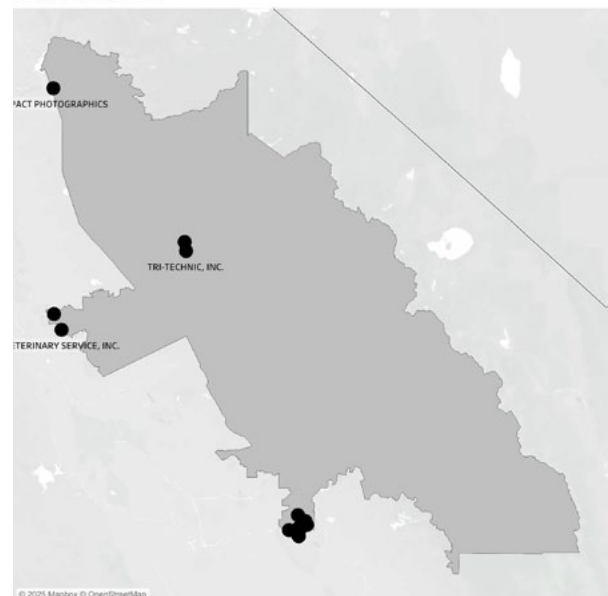 PACT PHOTOGRAPHICS
TRI-TECHNIC, INC.
ETERINARY SERVICE, INC.
© 2025 Mapbox © OpenStreetMap